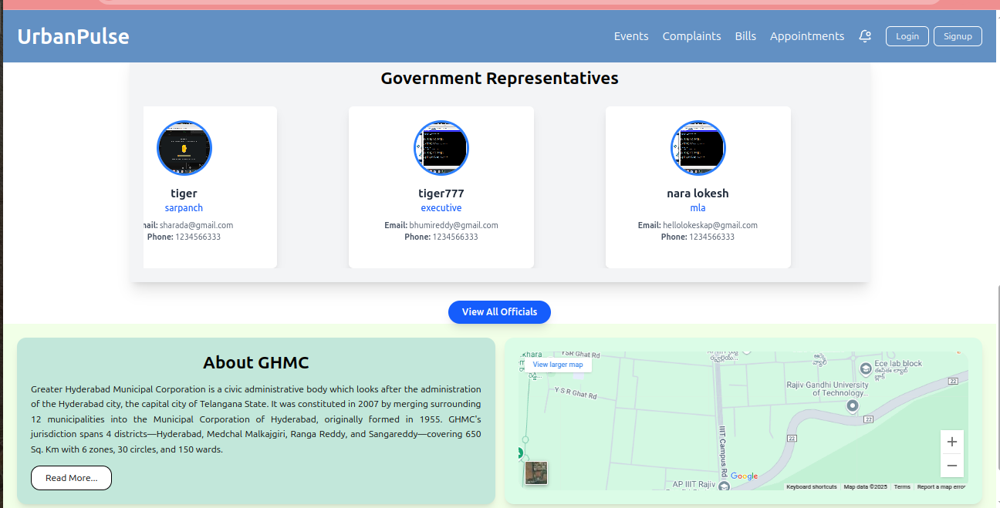 UrbanPulse
Events Complaints Bills Appointments Login Signup
Government Representatives
tiger
sarpanch
sharada@gmail.com
Phone: 1234566333
tiger777
executive
Email: bhumireddy@gmail.com
Phone: 1234566333
nara lokesh
mla
Email: hellolokeskap@gmail.com
Phone: 1234566333
View All Officials
About GHMC
Greater Hyderabad Municipal Corporation is a civic administrative body which looks after the administration
of the Hyderabad city, the capital city of Telangana State. It was constituted in 2007 by merging surrounding
12 municipalities into the Municipal Corporation of Hyderabad, originally formed in 1955. GHMC's
jurisdiction spans 4 districts—Hyderabad, Medchal Malkajgiri, Ranga Reddy, and Sangareddy—covering 650
Sq. Km with 6 zones, 30 circles, and 150 wards.
Read More...
View larger map
YSR Ghat Rd
Y S R Ghat Rd
Ece lab block
ఈసీఈ ల్యాబ్
బ్లాక్
Rajiv Gandhi University
of Technology...
22
22
22
IIIT Campus Rd
AP IIIT Rajiv
Google
Keyboard shortcuts Map data ©2025 Terms Report a map error